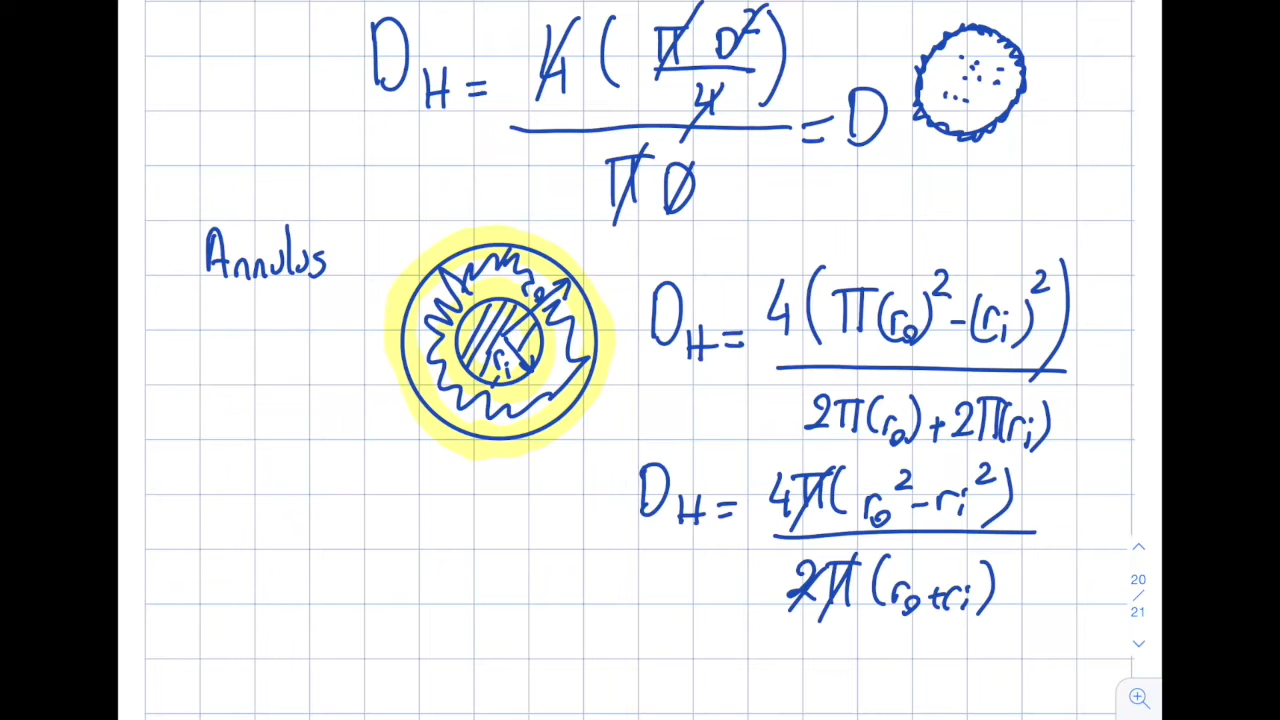 D_H = 4(πD²/4) / πD = D
Annulus
r_o
r_i
D_H = 4(π(r_o)² - (r_i)²) / 2π(r_o) + 2π(r_i)
D_H = 4π(r_o² - r_i²) / 2π(r_o + r_i)
20
/
21